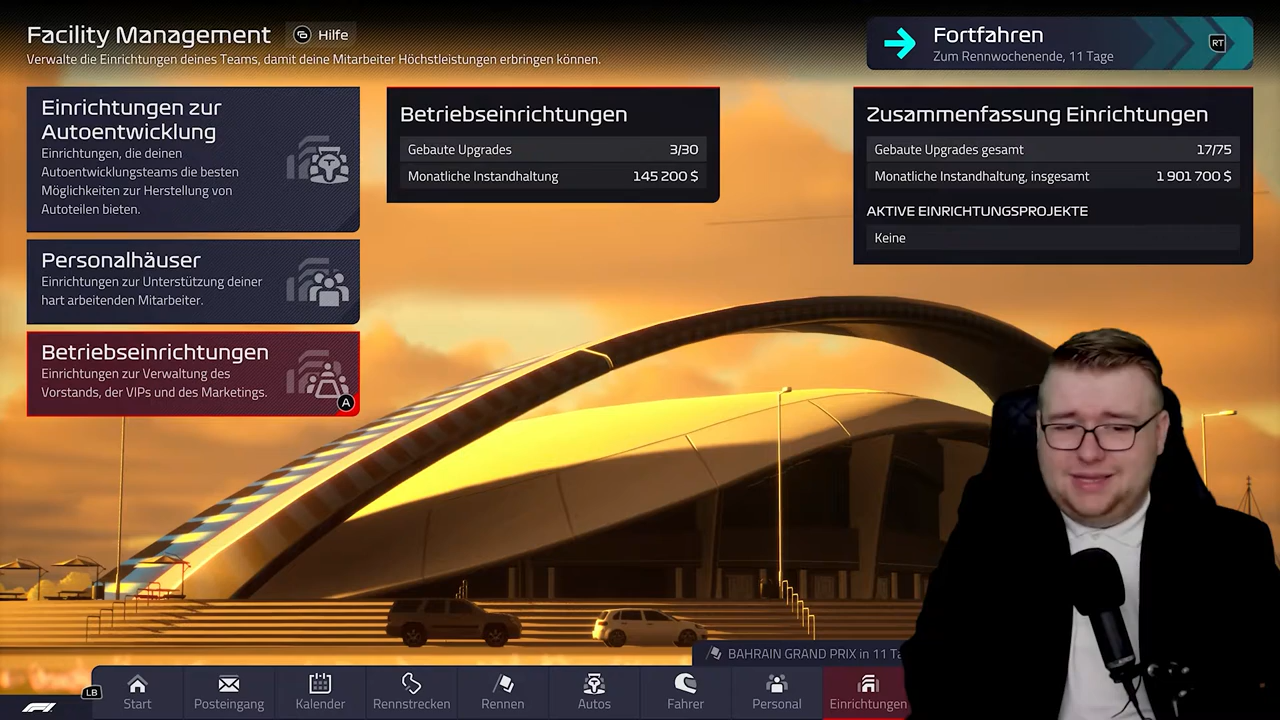 Facility Management
Hilfe
Verwalte die Einrichtungen deines Teams, damit deine Mitarbeiter Höchstleistungen erbringen können.
Fortfahren
Zum Rennwochenende, 11 Tage
RT
Einrichtungen zur
Autoentwicklung
Einrichtungen, die deinen
Autoentwicklungsteams die besten
Möglichkeiten zur Herstellung von
Autoteilen bieten.
Personalhäuser
Einrichtungen zur Unterstützung deiner
hart arbeitenden Mitarbeiter.
Betriebseinrichtungen
Einrichtungen zur Verwaltung des
Vorstands, der VIPs und des Marketings.
A
Betriebseinrichtungen
Gebaute Upgrades 3/30
Monatliche Instandhaltung 145 200 $
Zusammenfassung Einrichtungen
Gebaute Upgrades gesamt 17/75
Monatliche Instandhaltung, insgesamt 1 901 700 $
AKTIVE EINRICHTUNGSPROJEKTE
Keine
BAHRAIN GRAND PRIX in 11 Ta
LB
Start
Posteingang
Kalender
Rennstrecken
Rennen
Autos
Fahrer
Personal
Einrichtungen